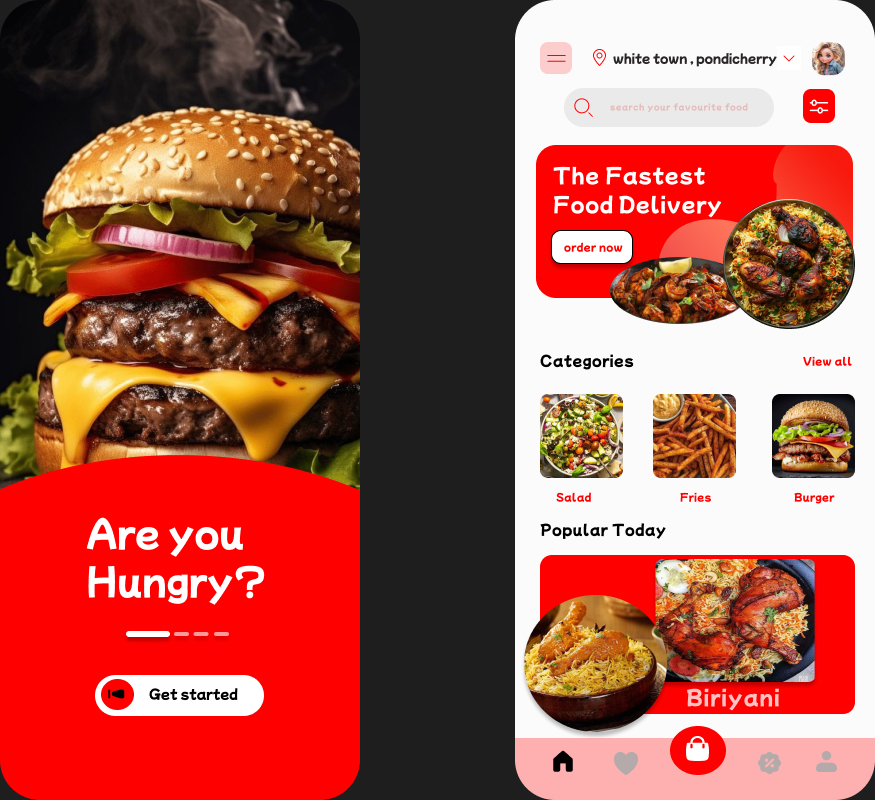 Are you
Hungry?
Get started
white town , pondicherry
search your favourite food
The Fastest
Food Delivery
order now
Categories
View all
Salad
Fries
Burger
Popular Today
Biriyani